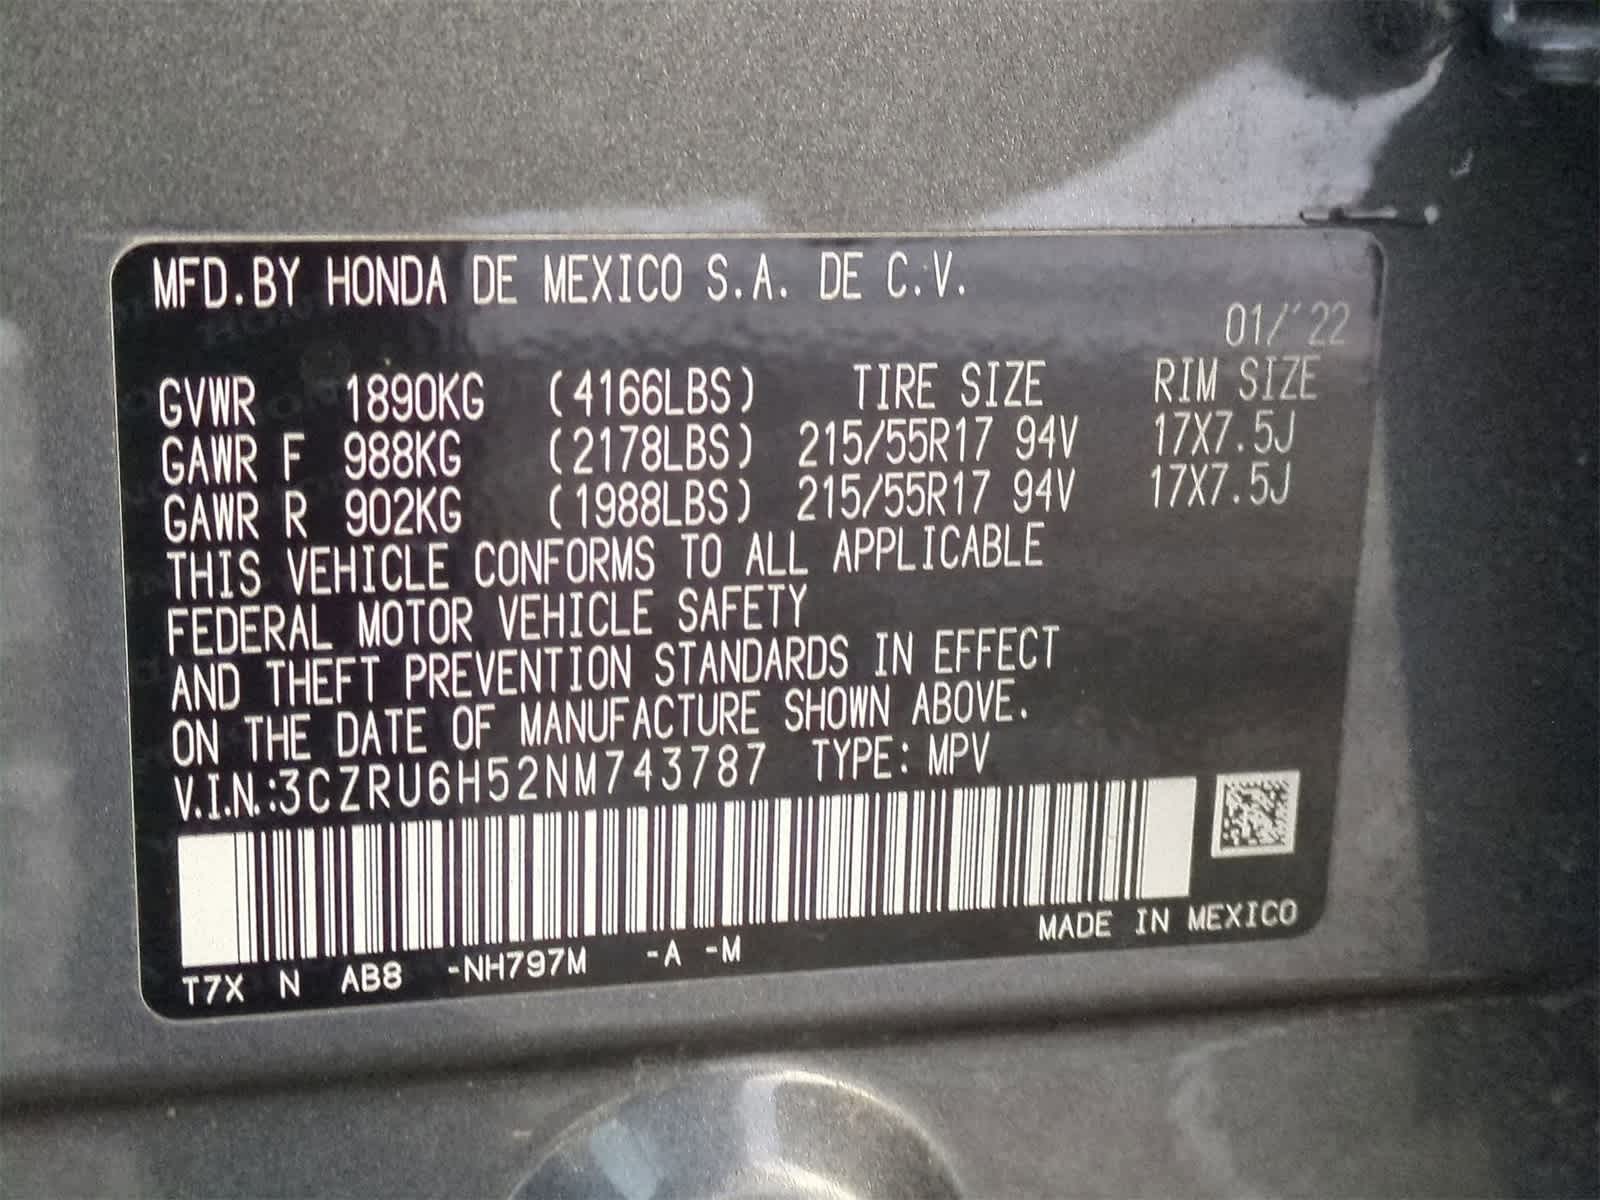 MFD.BY HONDA DE MEXICO S.A. DE C.V.
01/'22
GVWR 1890KG (4166LBS) TIRE SIZE RIM SIZE
GAWR F 988KG (2178LBS) 215/55R17 94V 17X7.5J
GAWR R 902KG (1988LBS) 215/55R17 94V 17X7.5J
THIS VEHICLE CONFORMS TO ALL APPLICABLE
FEDERAL MOTOR VEHICLE SAFETY
AND THEFT PREVENTION STANDARDS IN EFFECT
ON THE DATE OF MANUFACTURE SHOWN ABOVE.
V.I.N.:3CZRU6H52NM743787 TYPE: MPV
MADE IN MEXICO
T7X N AB8 -NH797M -A -M